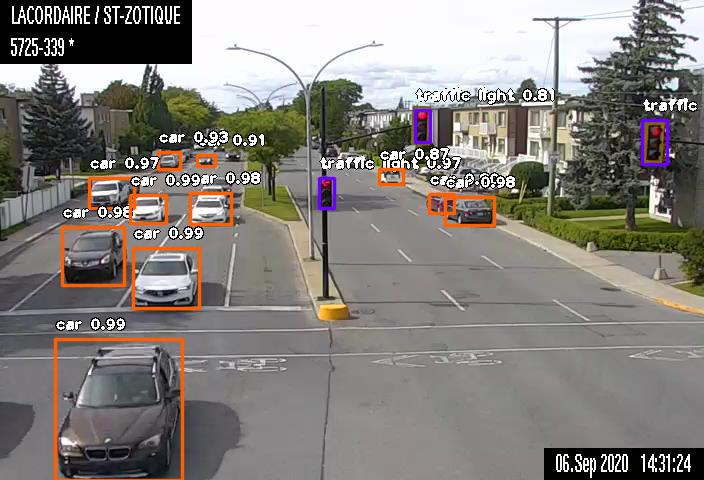 LACORDAIRE / ST-ZOTIQUE
5725-339 *
traffic light 0.81
traffic
car 0.93
0.91
car 0.87
traffic light 0.97
car 0.97
car 0.99
car 0.98
car 0.98
car 0.98
car 0.99
car 0.99
06.Sep 2020 14:31:24